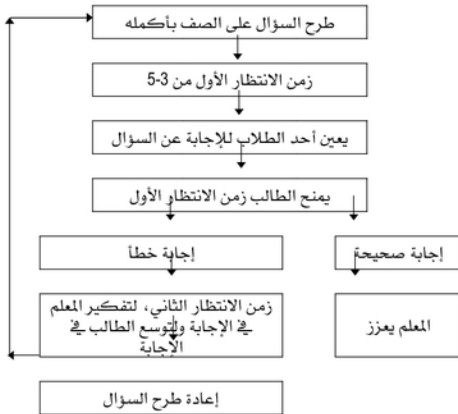 طرح السؤال على الصف بأكمله
زمن الانتظار الأول من 3-5
يعين أحد الطلاب للإجابة عن السؤال
يمنح الطالب زمن الانتظار الأول
إجابة صحيحة
إجابة خطأ
المعلم يعزز
زمن الانتظار الثاني، لتفكير المعلم
في الإجابة ولتوسع الطالب في
الإجابة
إعادة طرح السؤال